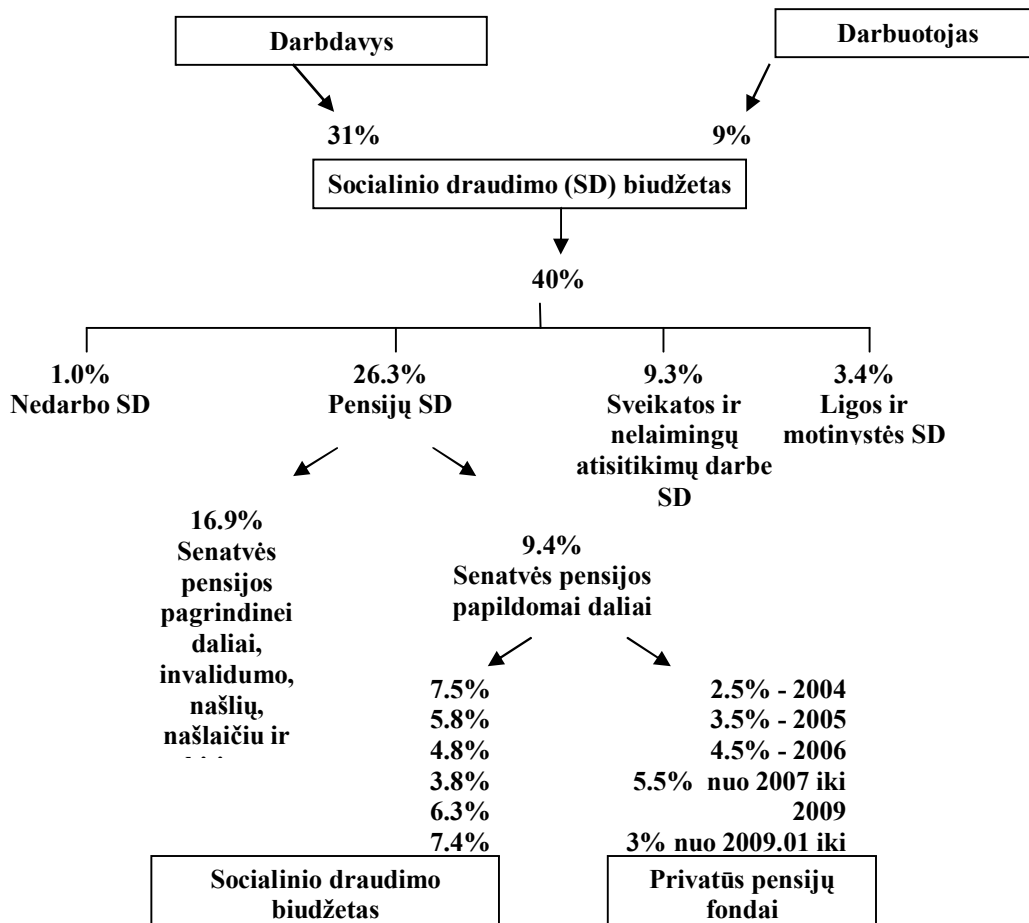 Darbdavys
Darbuotojas
31%
9%
Socialinio draudimo (SD) biudžetas
40%
1.0%
Nedarbo SD
26.3%
Pensijų SD
9.3%
Sveikatos ir
nelaimingų
atisitikimų darbe
SD
3.4%
Ligos ir
motinvstės SD
16.9%
Senatvės
pensijos
pagrindinei
daliai,
invalidumo,
našlių,
našlaičiu ir
9.4%
Senatvės pensijos
papildomai daliai
7.5%
5.8%
4.8%
3.8%
6.3%
7.4%
2.5% - 2004
3.5% - 2005
4.5% - 2006
5.5% nuo 2007 iki
2009
3% nuo 2009.01 iki
Socialinio draudimo
biudžetas
Privatūs pensijų
fondai